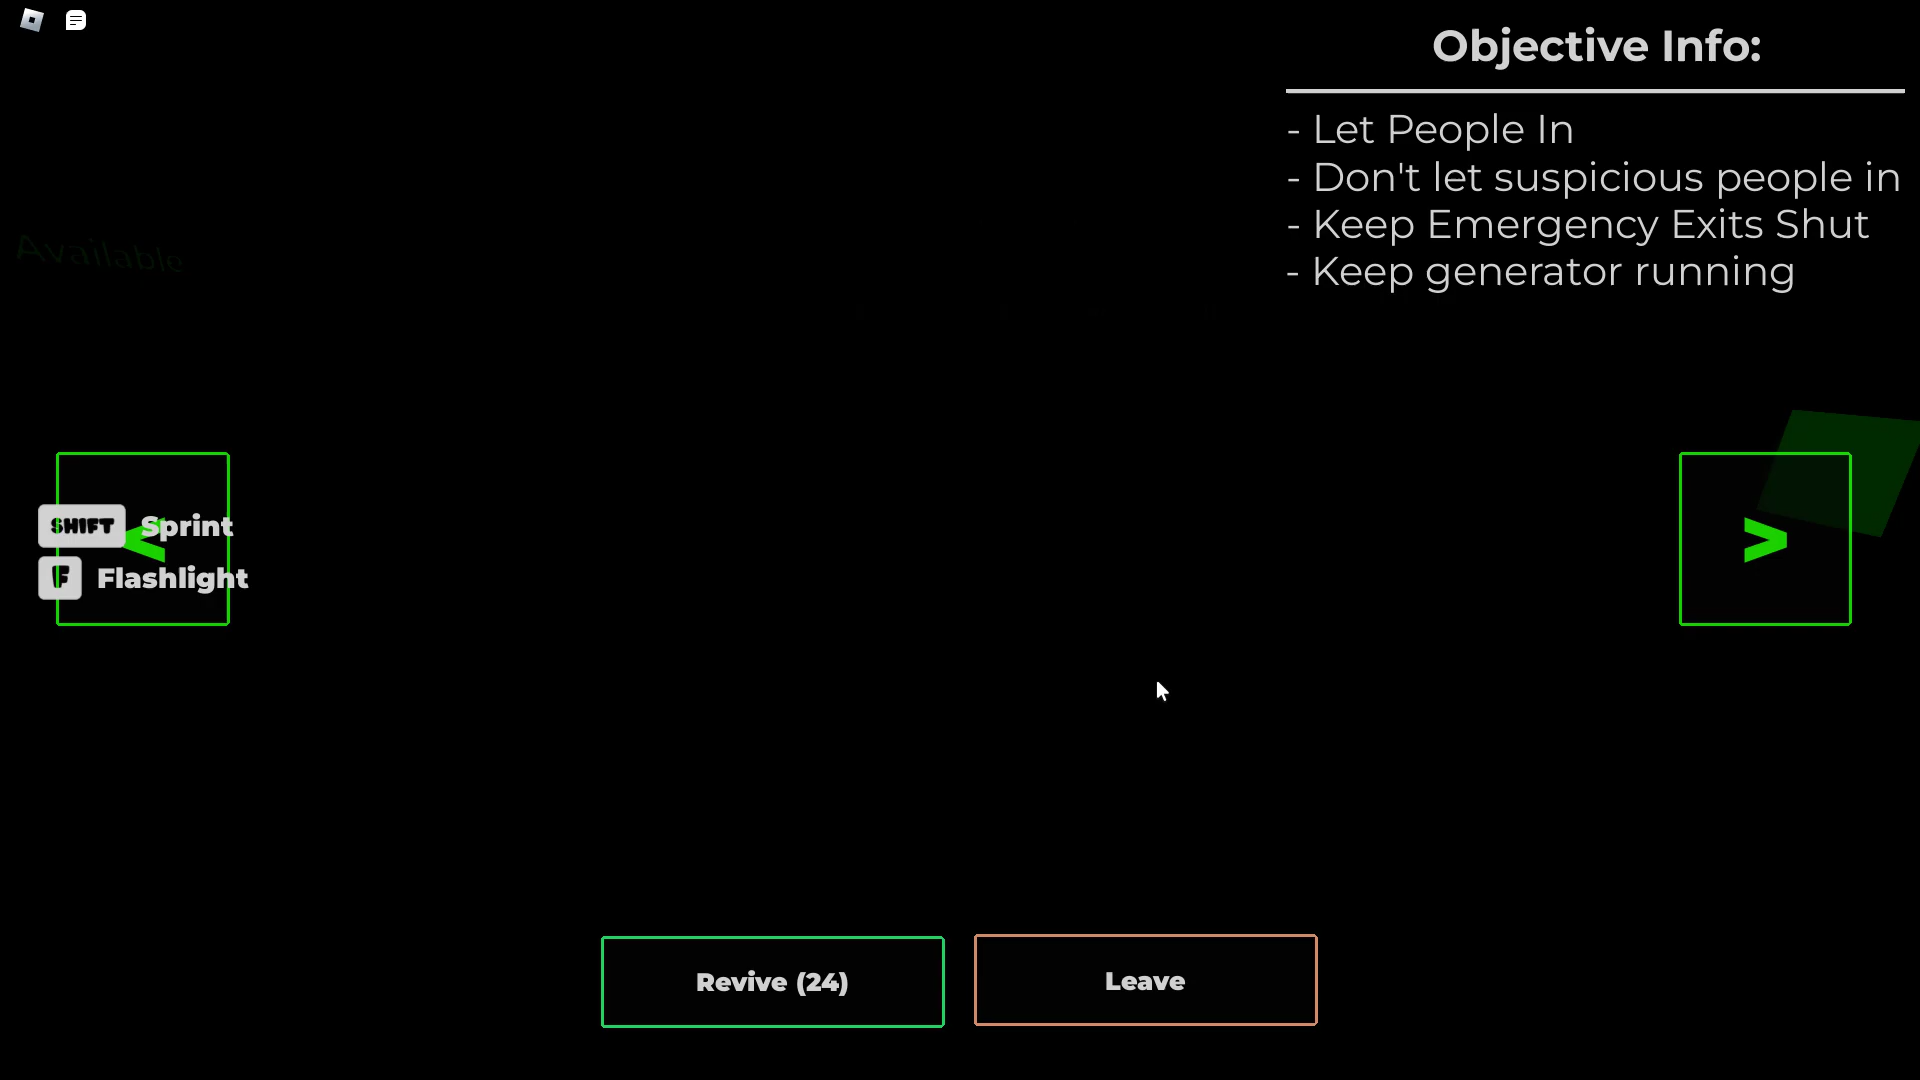 Objective Info:
- Let People In
- Don't let suspicious people in
- Keep Emergency Exits Shut
- Keep generator running
Available
<
SHIFT Sprint
F Flashlight
>
Revive (24)
Leave